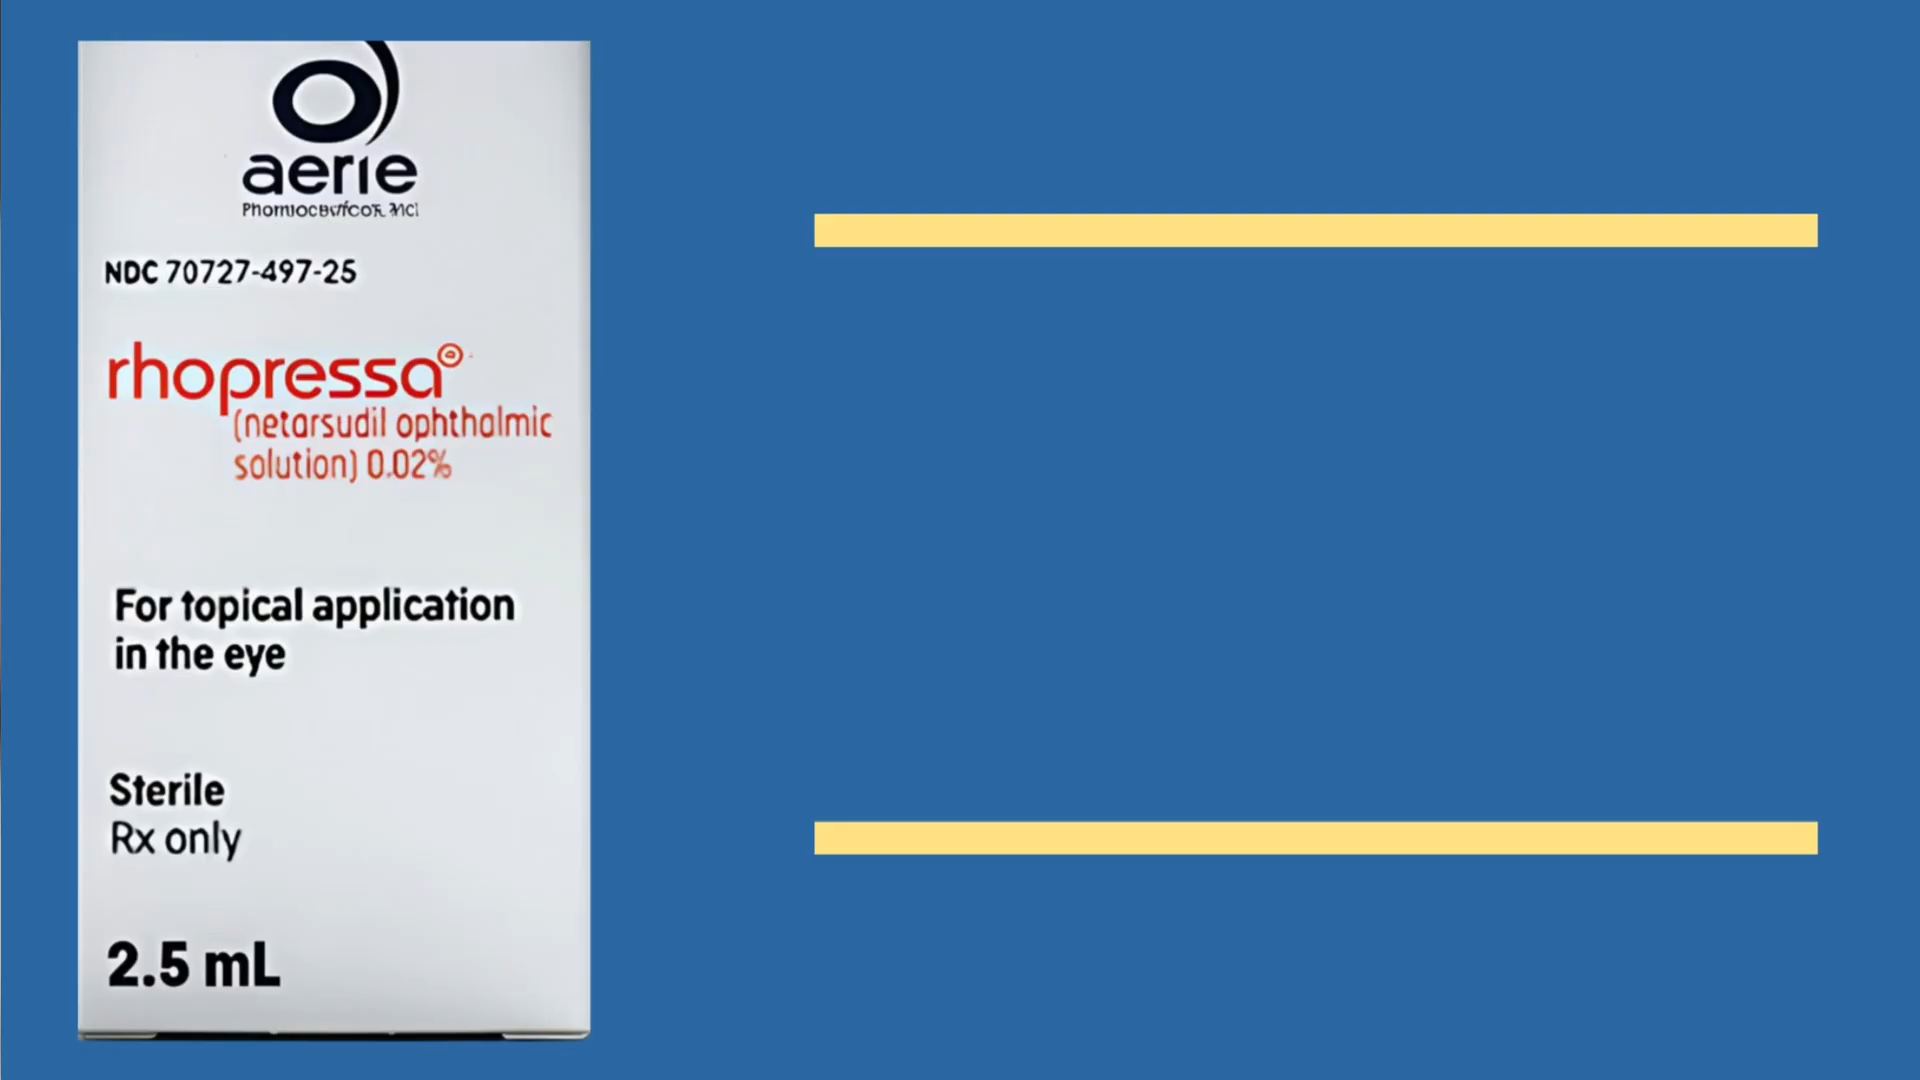 aerie
NDC 70727-497-25
rhopressa
(netarsudil ophthalmic
solution) 0.02%
For topical application
in the eye
Sterile
Rx only
2.5 mL